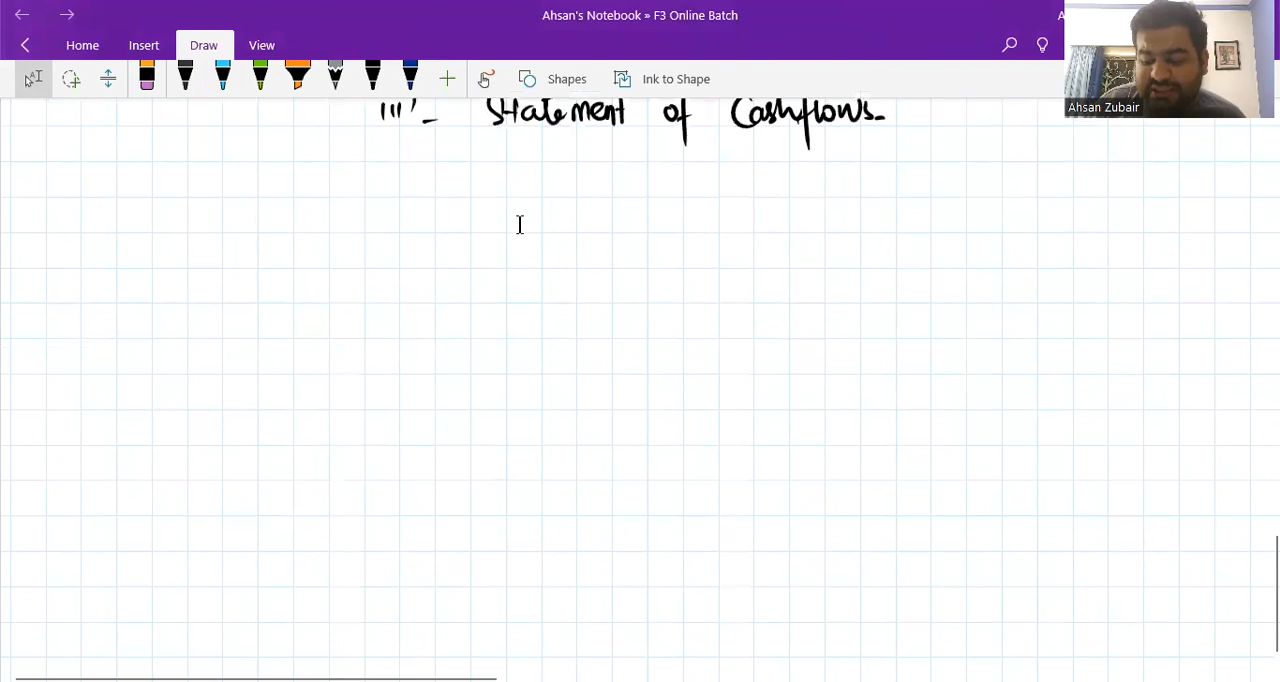 Ahsan's Notebook » F3 Online Batch
Home Insert Draw View
Shapes Ink to Shape
Ahsan Zubair
iii- Statement of Cashflows-